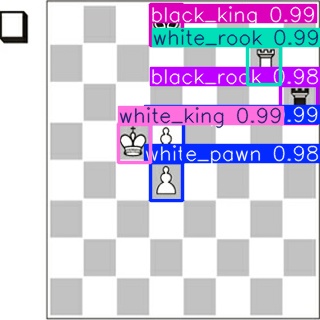 black_king 0.99
white_rook 0.99
black_rook 0.98
white_king 0.99 .99
white_pawn 0.98